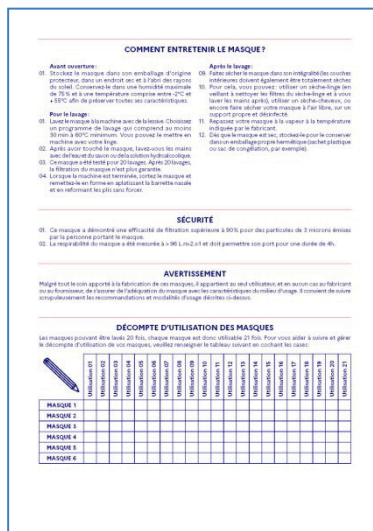 COMMENT ENTRETENIR LE MASQUE ?
Avant ouverture :
01. Stockez le masque dans son emballage d'origine
protecteur, dans un endroit sec et à l'abri des rayons
du soleil. Conservez-le dans une humidité maximale
de 75% et à une température comprise entre -2°C et
+ 55°C afin de préserver toutes ses caractéristiques.
Pour le lavage :
01. Lavez le masque à la machine avec de la lessive. Choisissez
un programme de lavage qui comprend au moins
30 min à 60°C minimum. Vous pouvez le mettre en
machine avec votre linge.
02. Après avoir touché le masque, lavez-vous les mains
avec de l'eau et du savon ou de la solution hydroalcoolique.
03. Ce masque a été testé pour 20 lavages. Après 20 lavages,
la filtration du masque n'est plus garantie.
04. Lorsque la machine est terminée, sortez le masque et
remettez-le en forme en aplatissant la barrette nasale
et en reformant les plis sans forcer.
Après le lavage :
09. Faites sécher le masque dans son intégralité (les couches
intérieures doivent également être totalement sèches
10. Pour cela, vous pouvez : utiliser un sèche-linge (en
veillant à nettoyer les filtres du sèche-linge et à vous
laver les mains après), utiliser un sèche-cheveux, ou
encore faire sécher votre masque à l'air libre, sur un
support propre et désinfecté.
11. Repassez votre masque à la vapeur à la température
indiquée par le fabricant.
12. Dès que le masque est sec, stockez-le pour le conserver
dans un emballage propre hermétique (sachet plastique
ou sac de congélation, par exemple).
SÉCURITÉ
01. Ce masque a démontré une efficacité de filtration supérieure à 90% pour des particules de 3 microns émises
par la personne portant le masque.
02. La respirabilité du masque a été mesurée à > 96 L.m-2.s-1 et doit permettre son port pour une durée de 4h.
AVERTISSEMENT
Malgré tout le soin apporté à la fabrication de ces masques, il appartient au seul utilisateur, et en aucun cas au fabricant
ou au fournisseur, de s'assurer de l'adéquation du masque avec les caractéristiques du milieu d'usage. Il convient de suivre
scrupuleusement les recommandations et modalités d'usage décrites ci-dessus.
DÉCOMPTE D'UTILISATION DES MASQUES
Les masques pouvant être lavés 20 fois, chaque masque est donc utilisable 21 fois. Pour vous aider à suivre et gérer
le décompte d'utilisation de vos masques, veuillez renseigner le tableau suivant en cochant les cases :
Utilisation 01
Utilisation 02
Utilisation 03
Utilisation 04
Utilisation 05
Utilisation 06
Utilisation 07
Utilisation 08
Utilisation 09
Utilisation 10
Utilisation 11
Utilisation 12
Utilisation 13
Utilisation 14
Utilisation 15
Utilisation 16
Utilisation 17
Utilisation 18
Utilisation 19
Utilisation 20
Utilisation 21
MASQUE 1
MASQUE 2
MASQUE 3
MASQUE 4
MASQUE 5
MASQUE 6